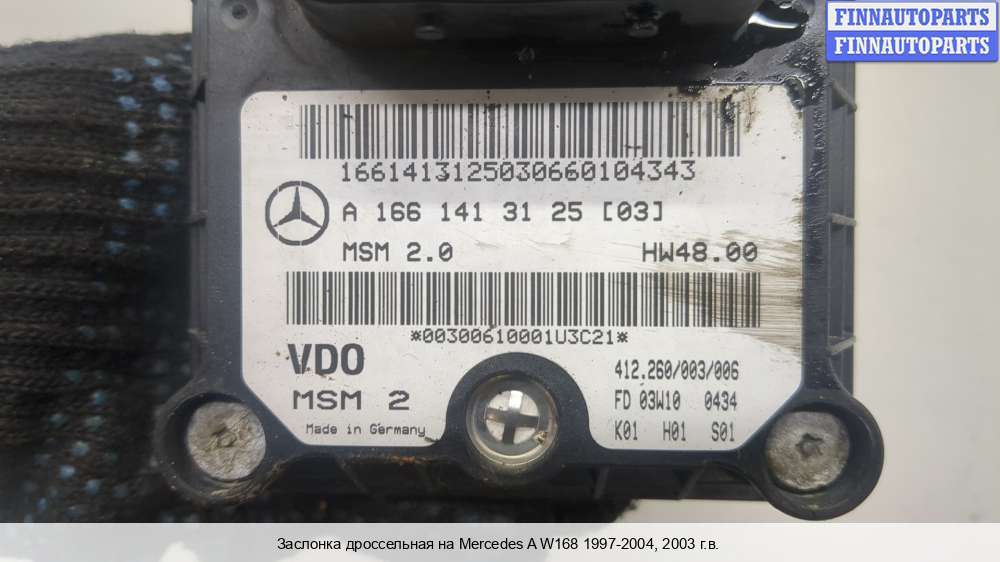 FINNAUTOPARTS
FINNAUTOPARTS
1661413125030660104343
A 166 141 31 25 [03]
MSM 2.0 HW48.00
*00300610001U3C21*
VDO 412.260/003/006
MSM 2 FD 03W10 0434
Made in Germany K01 H01 S01
Заслонка дроссельная на Mercedes A W168 1997-2004, 2003 г.в.